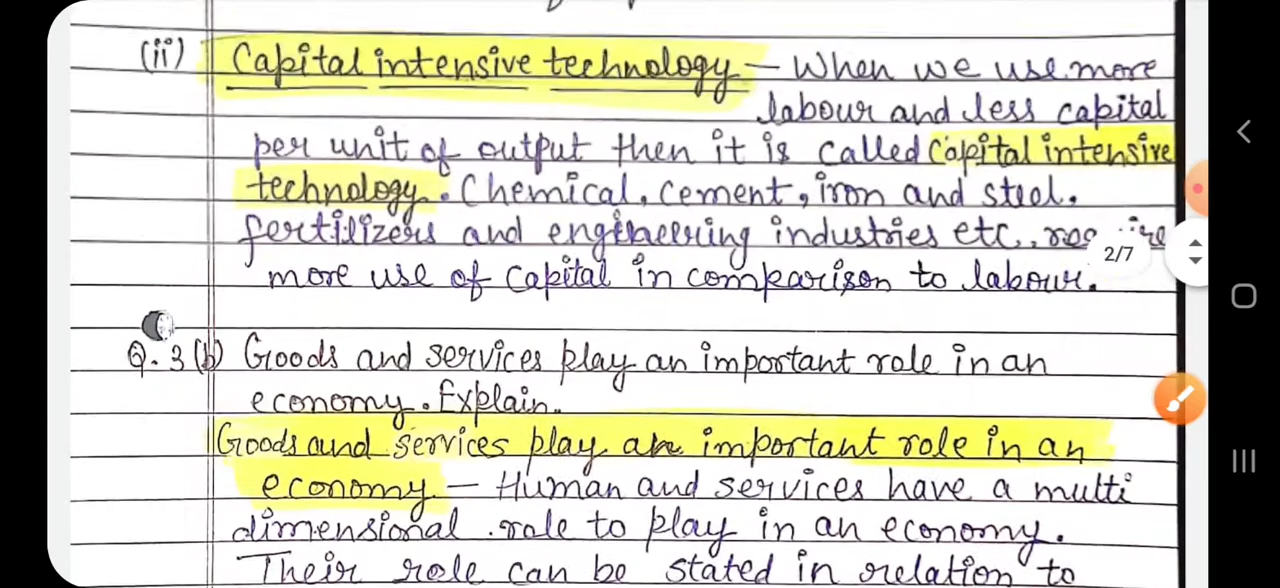 (ii) Capital intensive technology — When we use more
labour and less capital
per unit of output then it is called Capital intensive
technology. Chemical, cement, iron and steel.
fertilizers and engineering industries etc.
2/7
more use of capital in comparison to labour.
Q.3 (b) Goods and services play an important role in an
economy. Explain.
Goods and services play an important role in an
economy — Human and services have a multi
dimensional role to play in an economy.
Their role can be stated in relation to